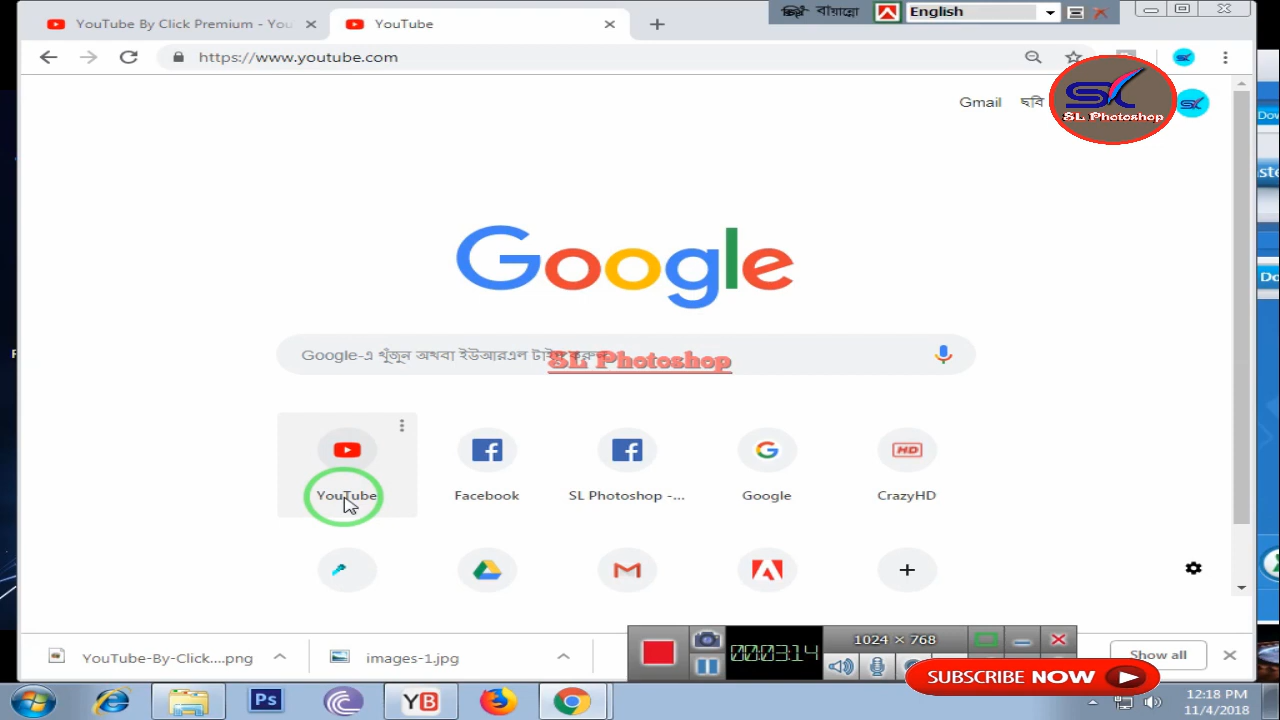 YouTube By Click Premium - You
YouTube
বায়ান্নো
English
https://www.youtube.com
Gmail ছবি
SL Photoshop
Google
Google-এ খুঁজুন অথবা ইউআরএল টাইপ করুন
SL Photoshop
YouTube Facebook SL Photoshop -... Google CrazyHD
HD
YouTube-By-Click....png
images-1.jpg
00:03:14
1024 × 768
Show all
SUBSCRIBE NOW
Ps
YB
12:18 PM
11/4/2018